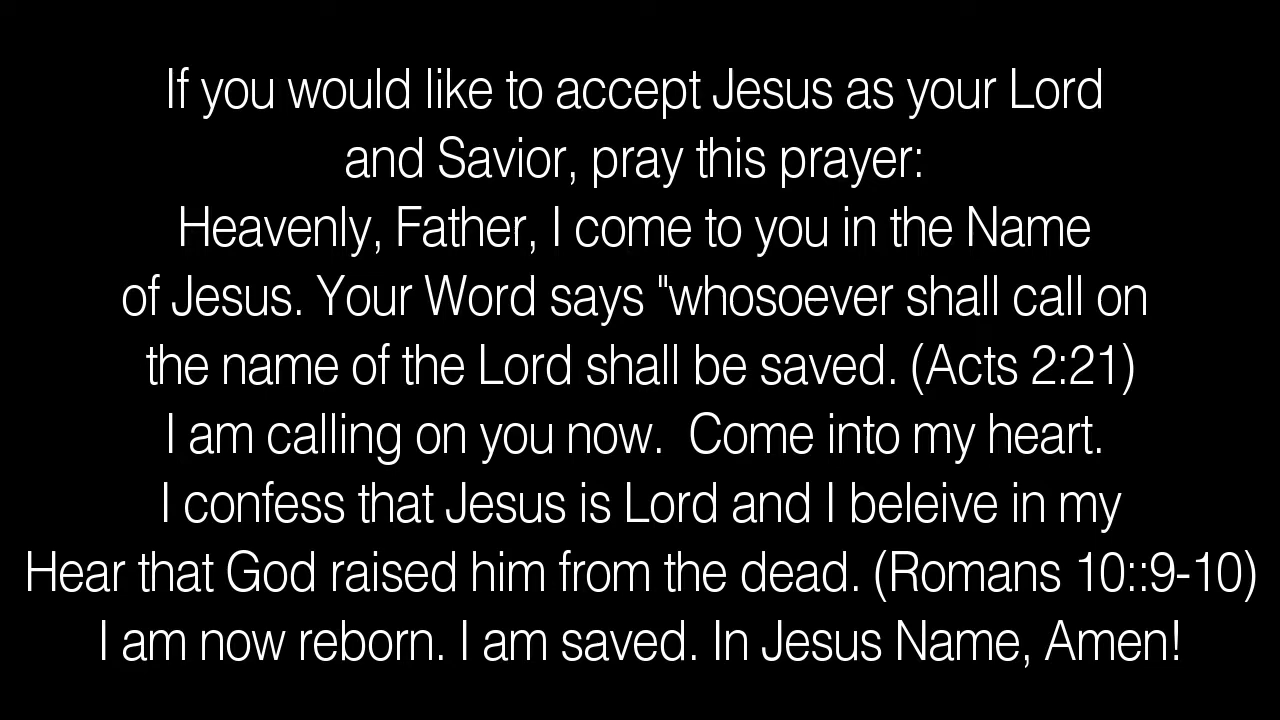 If you would like to accept Jesus as your Lord
and Savior, pray this prayer:
Heavenly, Father, I come to you in the Name
of Jesus. Your Word says "whosoever shall call on
the name of the Lord shall be saved. (Acts 2:21)
I am calling on you now.  Come into my heart.
I confess that Jesus is Lord and I beleive in my
Hear that God raised him from the dead. (Romans 10::9-10)
I am now reborn. I am saved. In Jesus Name, Amen!